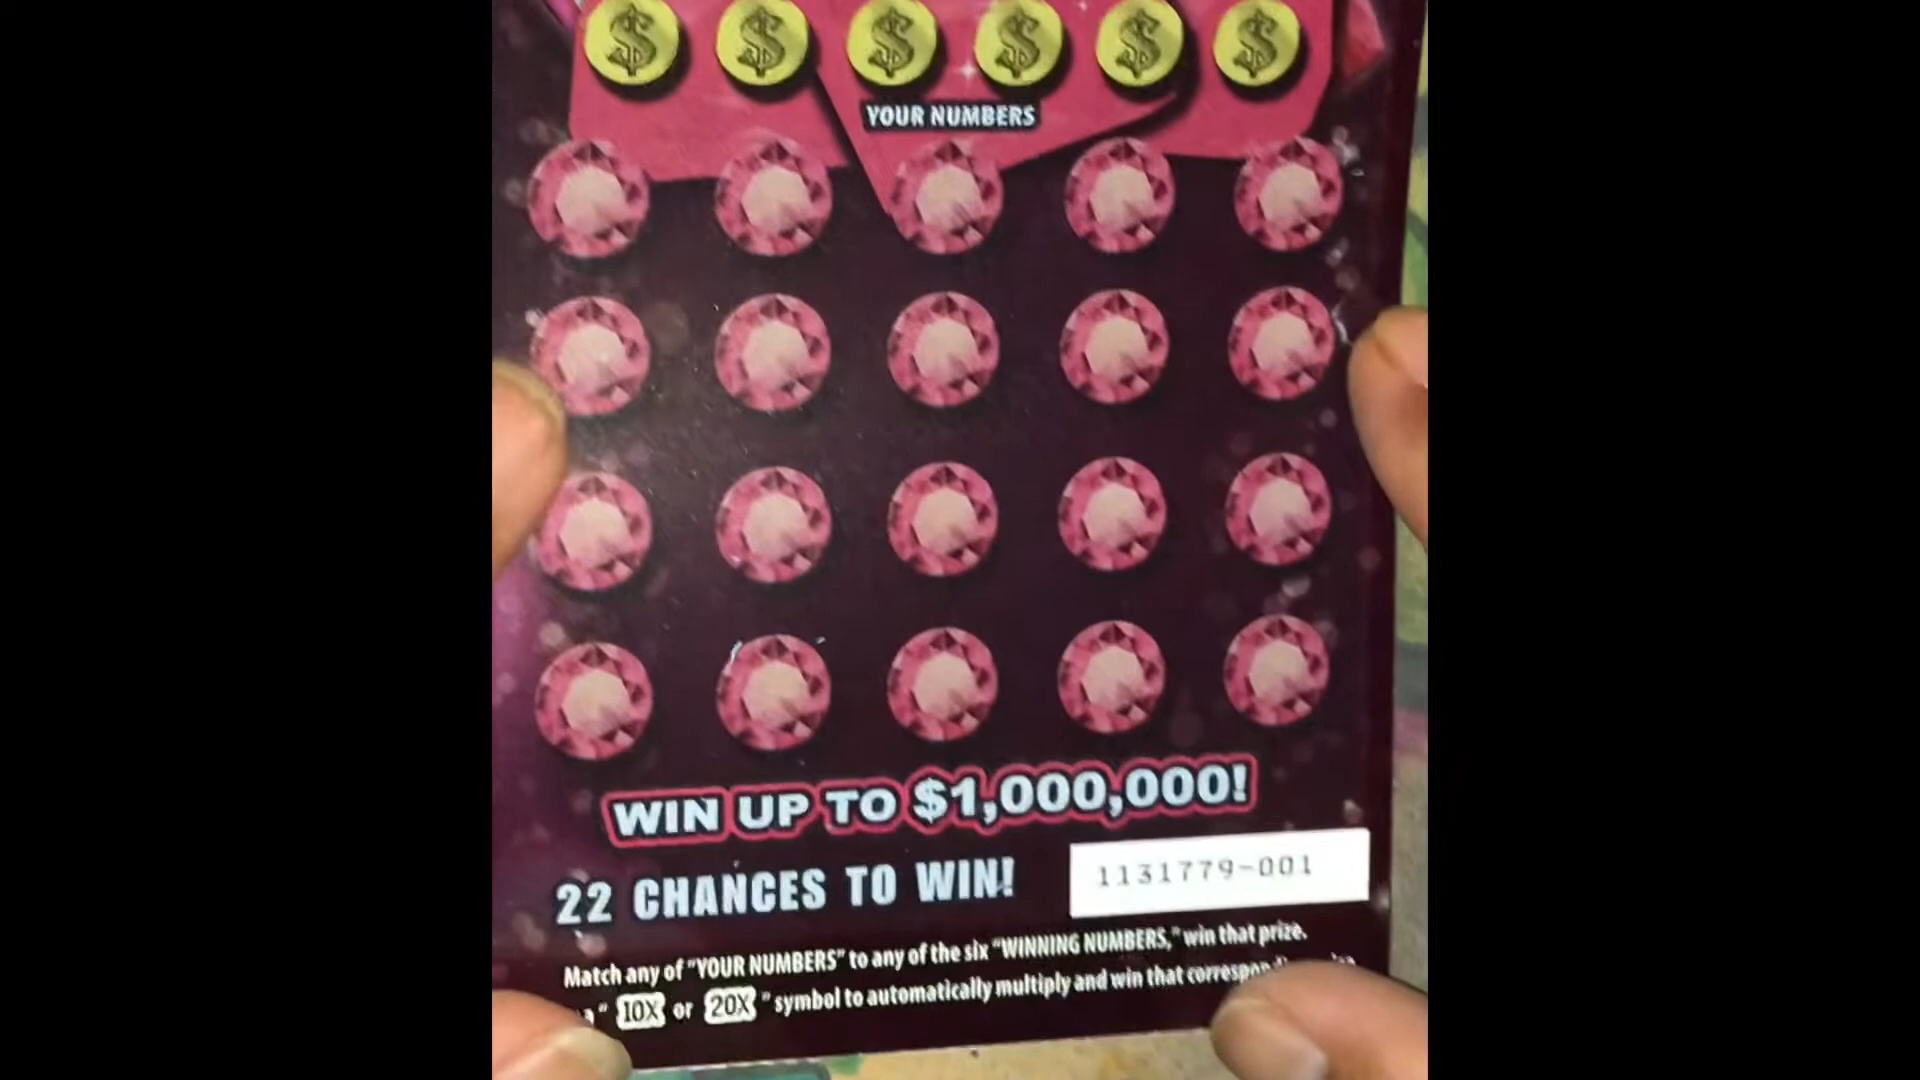 YOUR NUMBERS
WIN UP TO $1,000,000!
22 CHANCES TO WIN!
1131779-001
Match any of "YOUR NUMBERS" to any of the six "WINNING NUMBERS," win that prize.
" 10X or 20X " symbol to automatically multiply and win that